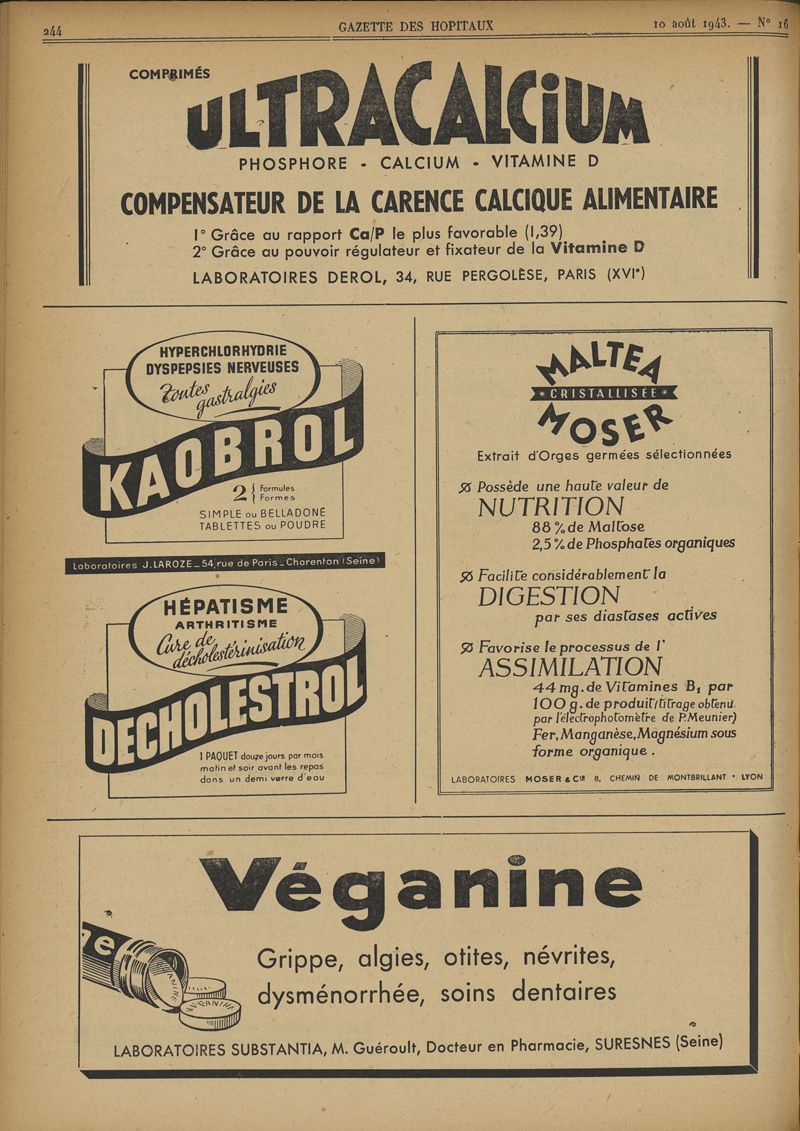 244
GAZETTE DES HOPITAUX
10 août 1943. — N° 16
COMPRIMÉS
ULTRACALCIUM
PHOSPHORE - CALCIUM - VITAMINE D
COMPENSATEUR DE LA CARENCE CALCIQUE ALIMENTAIRE
1° Grâce au rapport Ca/P le plus favorable (1,39)
2° Grâce au pouvoir régulateur et fixateur de la Vitamine D
LABORATOIRES DEROL, 34, RUE PERGOLÈSE, PARIS (XVIe)
HYPERCHLORHYDRIE
DYSPEPSIES NERVEUSES
Toutes
gastralgies
KAOBROL
2 { Formules
Formes
SIMPLE ou BELLADONÉ
TABLETTES ou POUDRE
Laboratoires J. LAROZE _ 54, rue de Paris _ Charenton (Seine)
HÉPATISME
ARTHRITISME
Cure de
décholestérinisation
DECHOLESTROL
1 PAQUET douze jours par mois
matin et soir avant les repas
dans un demi verre d'eau
MALTEA
CRISTALLISÉE
MOSER
Extrait d'Orges germées sélectionnées
Possède une haute valeur de
NUTRITION
88 % de Maltose
2,5 % de Phosphates organiques
Facilite considérablement la
DIGESTION
par ses diastases actives
Favorise le processus de l'
ASSIMILATION
44 mg. de Vitamines B1 par
100 g. de produit (titrage obtenu
par l'électrophotomètre de P. Meunier)
Fer, Manganèse, Magnésium sous
forme organique.
LABORATOIRES MOSER & Cie 8, CHEMIN DE MONTBRILLANT • LYON
Véganine
Grippe, algies, otites, névrites,
dysménorrhée, soins dentaires
LABORATOIRES SUBSTANTIA, M. Guéroult, Docteur en Pharmacie, SURESNES (Seine)